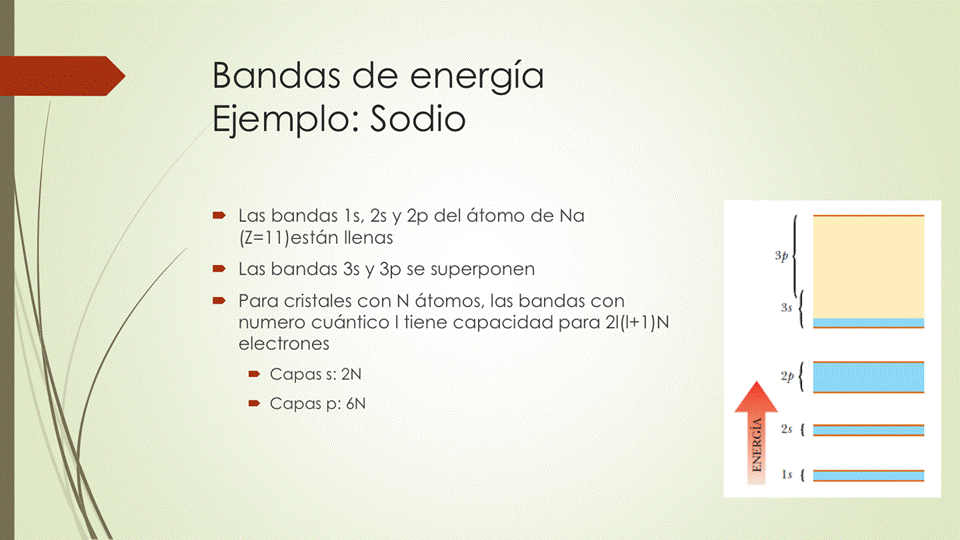 Bandas de energía
Ejemplo: Sodio
Las bandas 1s, 2s y 2p del átomo de Na
(Z=11)están llenas
Las bandas 3s y 3p se superponen
Para cristales con N átomos, las bandas con
numero cuántico l tiene capacidad para 2l(l+1)N
electrones
Capas s: 2N
Capas p: 6N
3p
3s
2p
2s
1s
ENERGÍA